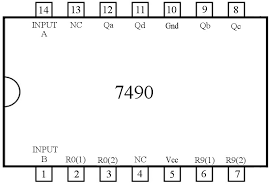 14 13 12 11 10 9 8
INPUT A NC Qa Qd Gnd Qb Qc
7490
INPUT B R0(1) R0(2) NC Vcc R9(1) R9(2)
1 2 3 4 5 6 7